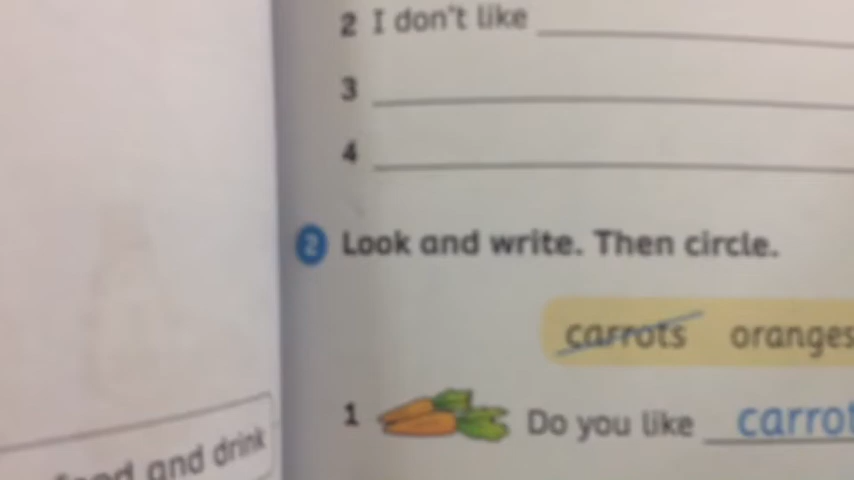 2 I don't like
3
4
2 Look and write. Then circle.
carrots oranges
1 Do you like carrot
food and drink